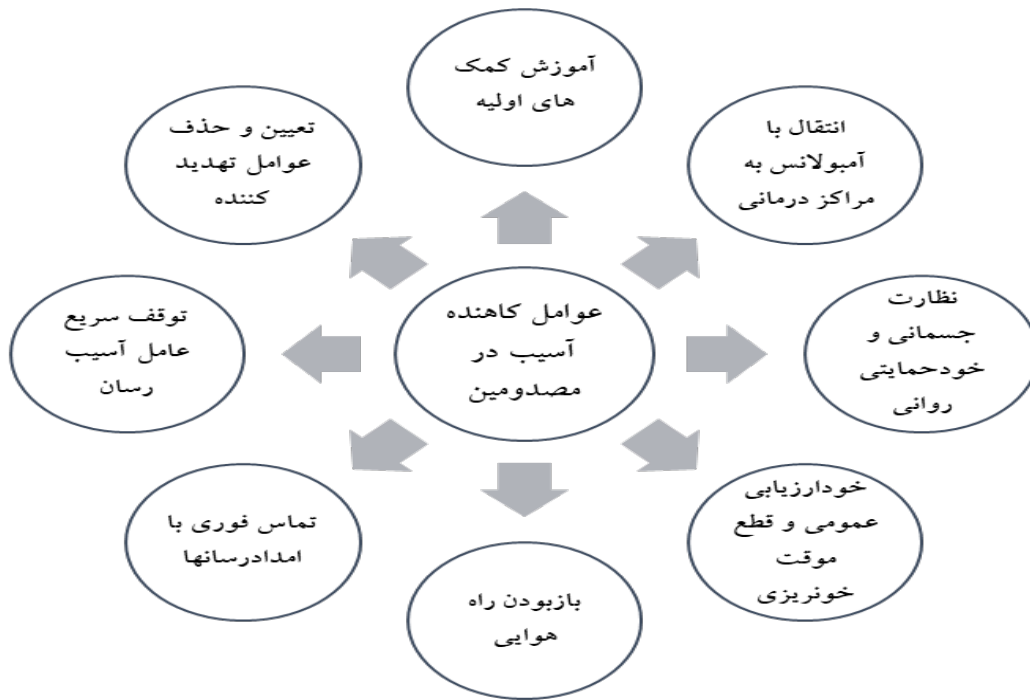 آموزش کمک
های اولیه
انتقال با
آمبولانس به
مراکز درمانی
نظارت
جسمانی و
خودحمایتی
روانی
خودارزیابی
عمومی و قطع
موقت
خونریزی
بازبودن راه
هوایی
تماس فوری با
امدادرسانها
توقف سریع
عامل آسیب
رسان
تعیین و حذف
عوامل تهدید
کننده
عوامل کاهنده
آسیب در
مصدومین